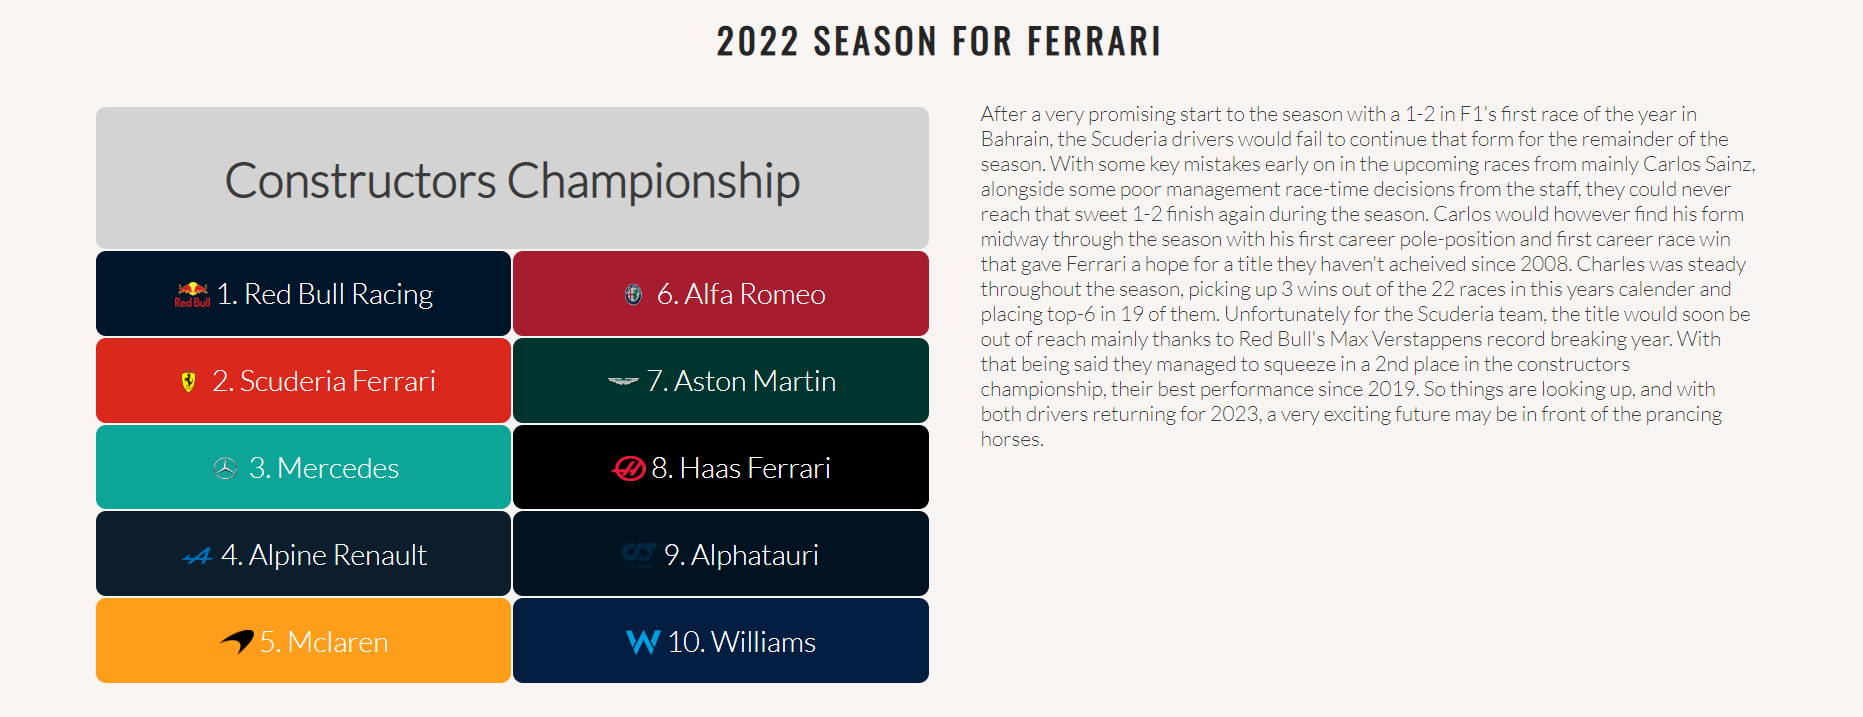 2022 SEASON FOR FERRARI
Constructors Championship
Red Bull
1. Red Bull Racing
6. Alfa Romeo
2. Scuderia Ferrari
7. Aston Martin
3. Mercedes
8. Haas Ferrari
4. Alpine Renault
9. Alphatauri
5. Mclaren
10. Williams
After a very promising start to the season with a 1-2 in F1's first race of the year in
Bahrain, the Scuderia drivers would fail to continue that form for the remainder of the
season. With some key mistakes early on in the upcoming races from mainly Carlos Sainz,
alongside some poor management race-time decisions from the staff, they could never
reach that sweet 1-2 finish again during the season. Carlos would however find his form
midway through the season with his first career pole-position and first career race win
that gave Ferrari a hope for a title they haven't acheived since 2008. Charles was steady
throughout the season, picking up 3 wins out of the 22 races in this years calender and
placing top-6 in 19 of them. Unfortunately for the Scuderia team, the title would soon be
out of reach mainly thanks to Red Bull's Max Verstappens record breaking year. With
that being said they managed to squeeze in a 2nd place in the constructors
championship, their best performance since 2019. So things are looking up, and with
both drivers returning for 2023, a very exciting future may be in front of the prancing
horses.